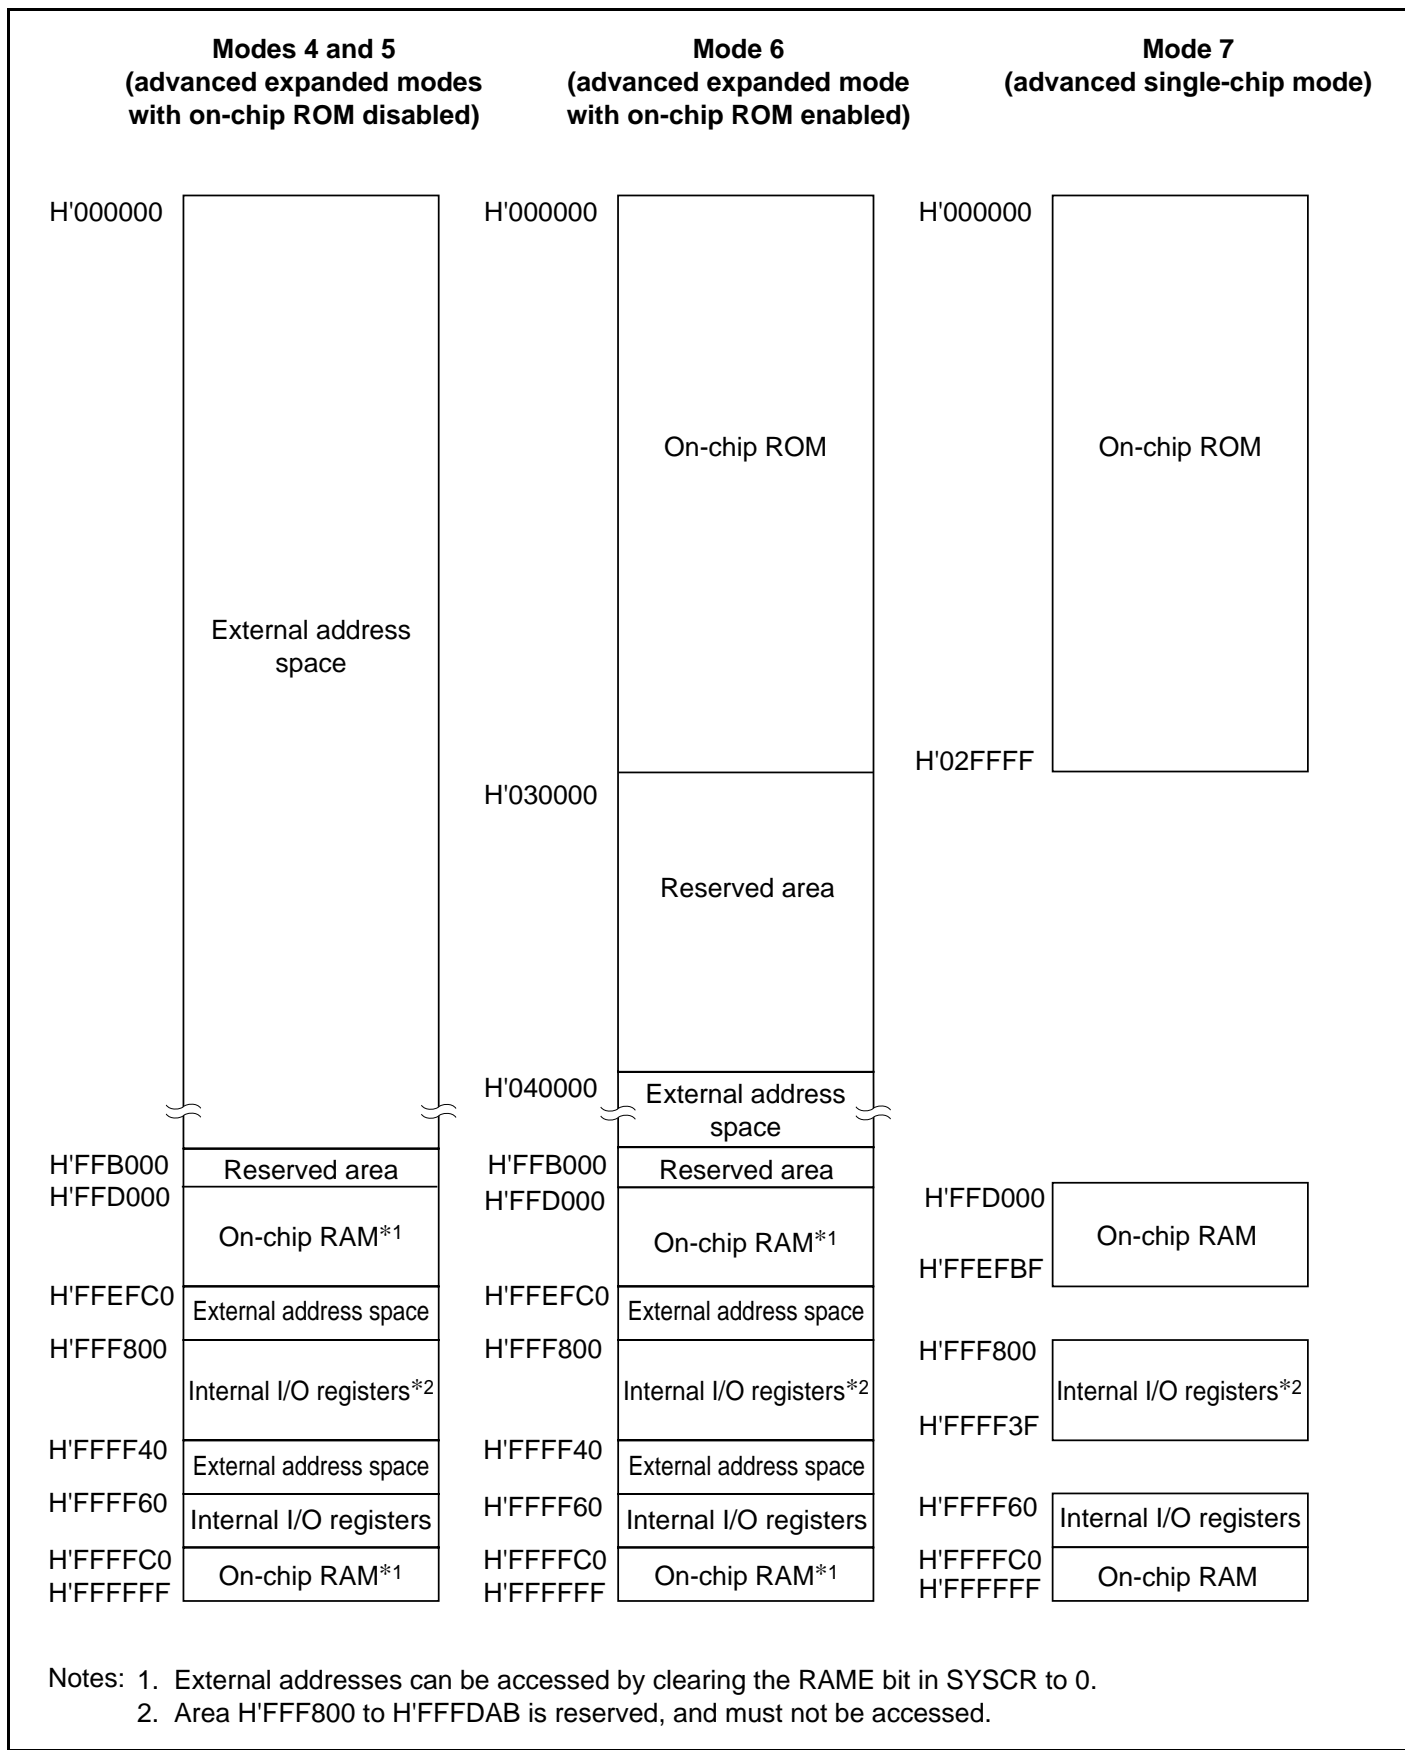 Modes 4 and 5
(advanced expanded modes
with on-chip ROM disabled)
Mode 6
(advanced expanded mode
with on-chip ROM enabled)
Mode 7
(advanced single-chip mode)
H'000000
External address
space
H'FFB000
Reserved area
H'FFD000
On-chip RAM*1
H'FFEFC0
External address space
H'FFF800
Internal I/O registers*2
H'FFFF40
External address space
H'FFFF60
Internal I/O registers
H'FFFFC0
On-chip RAM*1
H'FFFFFF
H'000000
On-chip ROM
H'030000
Reserved area
H'040000
External address
space
H'FFB000
Reserved area
H'FFD000
On-chip RAM*1
H'FFEFC0
External address space
H'FFF800
Internal I/O registers*2
H'FFFF40
External address space
H'FFFF60
Internal I/O registers
H'FFFFC0
On-chip RAM*1
H'FFFFFF
H'000000
On-chip ROM
H'02FFFF
H'FFD000
On-chip RAM
H'FFEFBF
H'FFF800
Internal I/O registers*2
H'FFFF3F
H'FFFF60
Internal I/O registers
H'FFFFC0
On-chip RAM
H'FFFFFF
Notes: 1. External addresses can be accessed by clearing the RAME bit in SYSCR to 0.
2. Area H'FFF800 to H'FFFDAB is reserved, and must not be accessed.